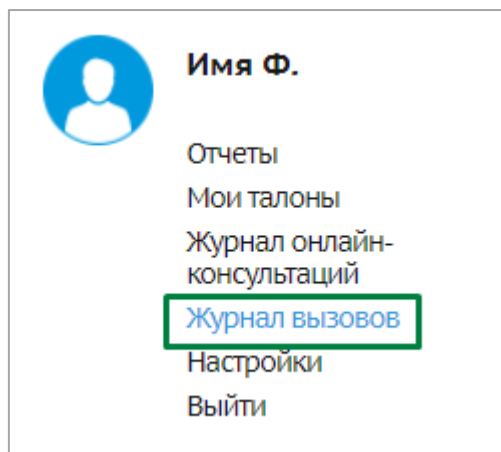 Имя Ф.
Отчеты
Мои талоны
Журнал онлайн-
консультаций
Журнал вызовов
Настройки
Выйти